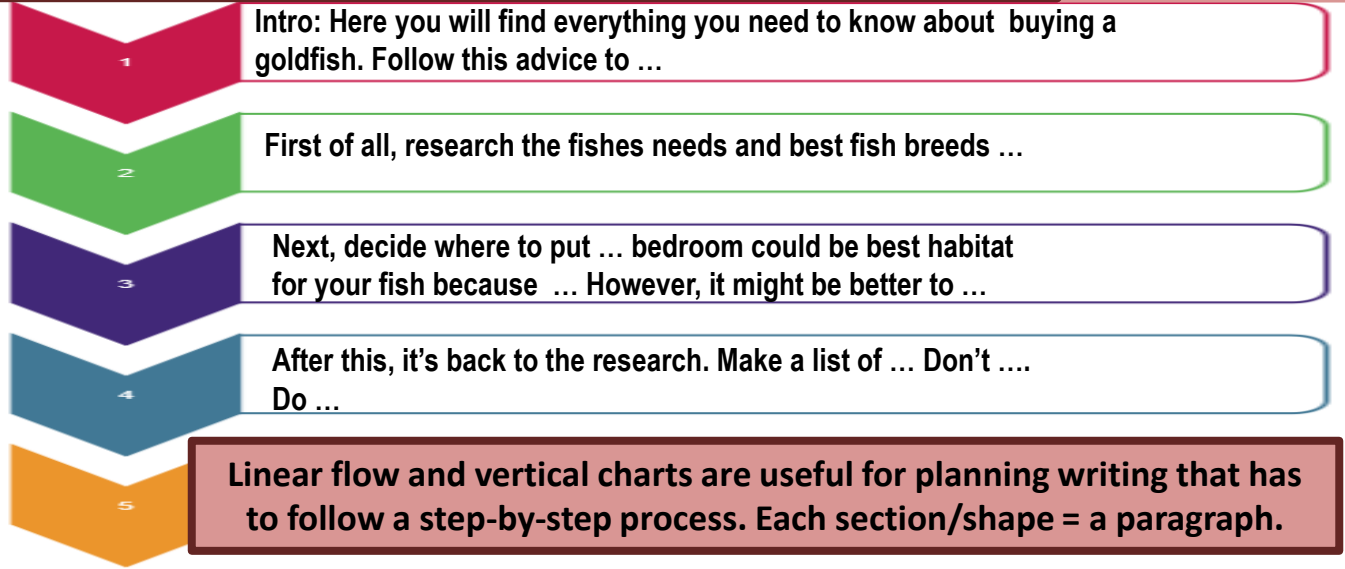 1
Intro: Here you will find everything you need to know about buying a
goldfish. Follow this advice to …
2
First of all, research the fishes needs and best fish breeds …
3
Next, decide where to put … bedroom could be best habitat
for your fish because … However, it might be better to …
4
After this, it’s back to the research. Make a list of … Don’t ….
Do …
5
Linear flow and vertical charts are useful for planning writing that has
to follow a step-by-step process. Each section/shape = a paragraph.